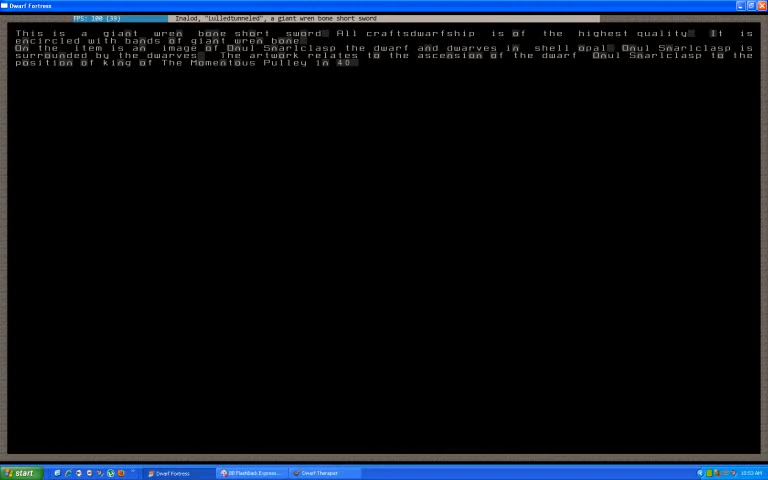 Dwarf Fortress
FPS: 100 (39) Inalod, "Lulledtunneled", a giant wren bone short sword
This is a giant wren bone short sword. All craftsdwarfship is of the highest quality. It is
encircled with bands of giant wren bone.
On the item is an image of Onul Snarlclasp the dwarf and dwarves in shell opal. Onul Snarlclasp is
surrounded by the dwarves. The artwork relates to the ascension of the dwarf Onul Snarlclasp to the
position of king of The Momentous Pulley in 40.
start Dwarf Fortress BB FlashBack Express... Dwarf Therapist 10:53 AM